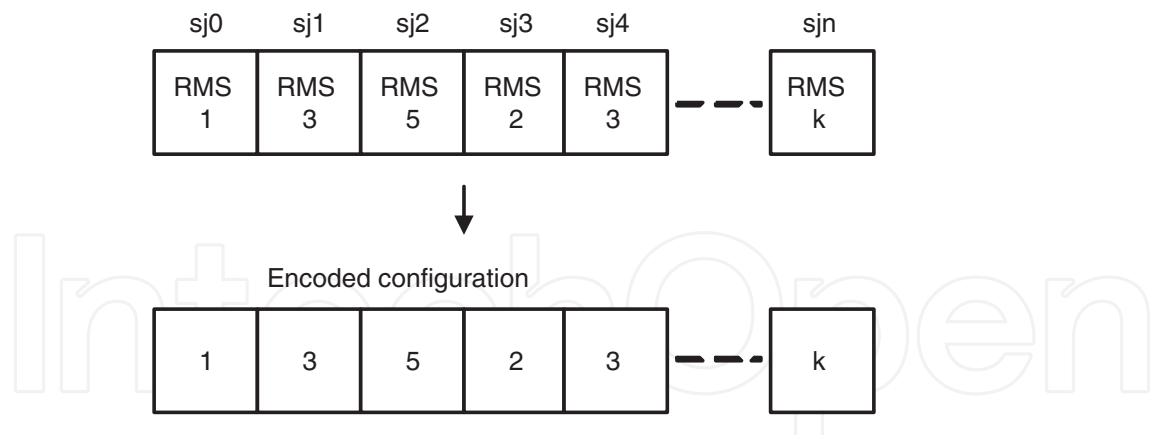 sj0 sj1 sj2 sj3 sj4 sjn
RMS 1 RMS 3 RMS 5 RMS 2 RMS 3 RMS k
Encoded configuration
1 3 5 2 3 k
IntechOpen